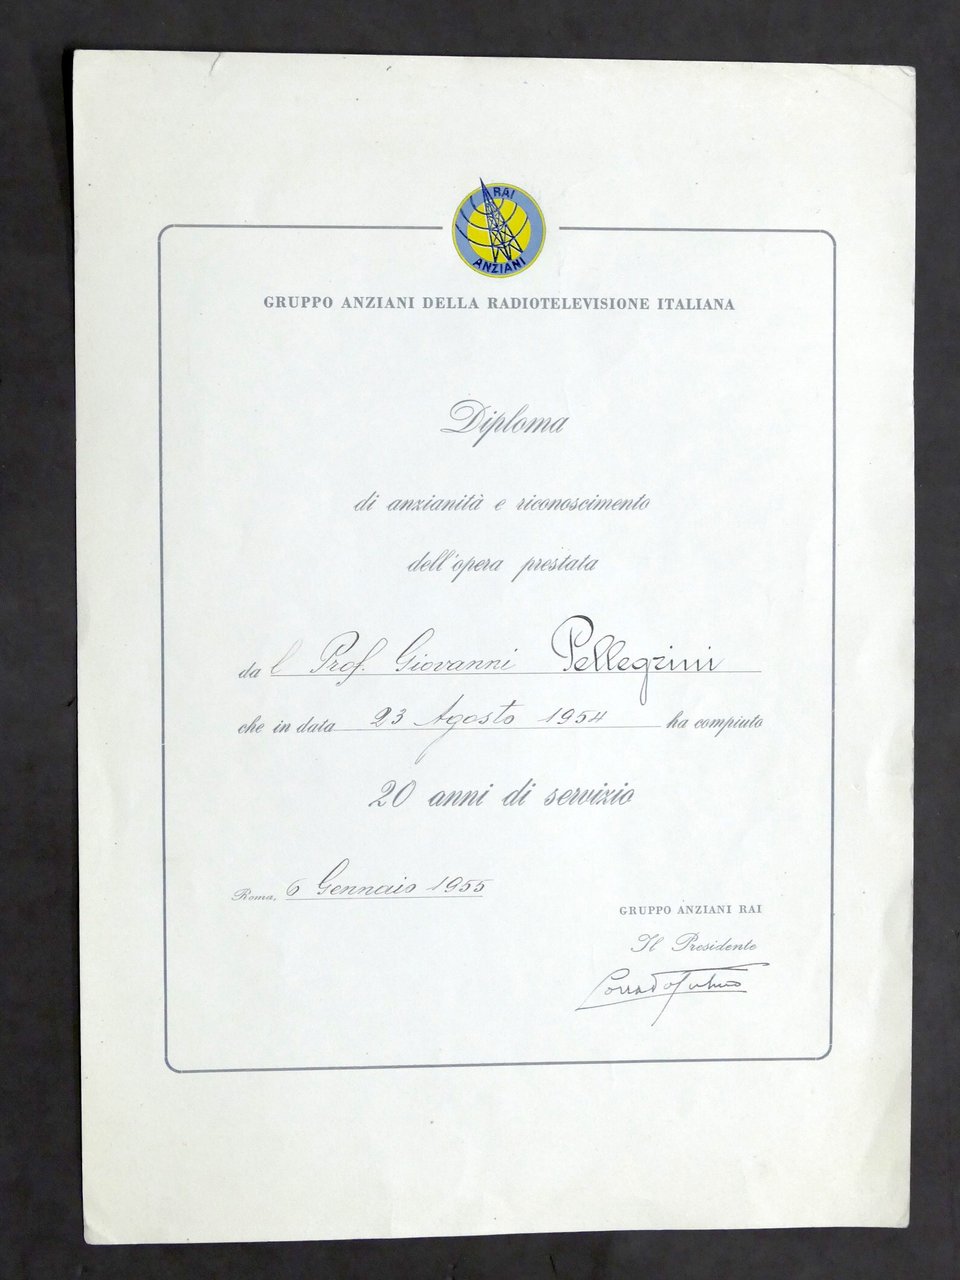 RAI
ANZIANI
GRUPPO ANZIANI DELLA RADIOTELEVISIONE ITALIANA
Diploma
di anzianità e riconoscimento
dell'opera prestata
dal Prof. Giovanni Pellegrini
che in data 23 Agosto 1954 ha compiuto
20 anni di servizio
Roma, 6 Gennaio 1955
GRUPPO ANZIANI RAI
Il Presidente
Corrado